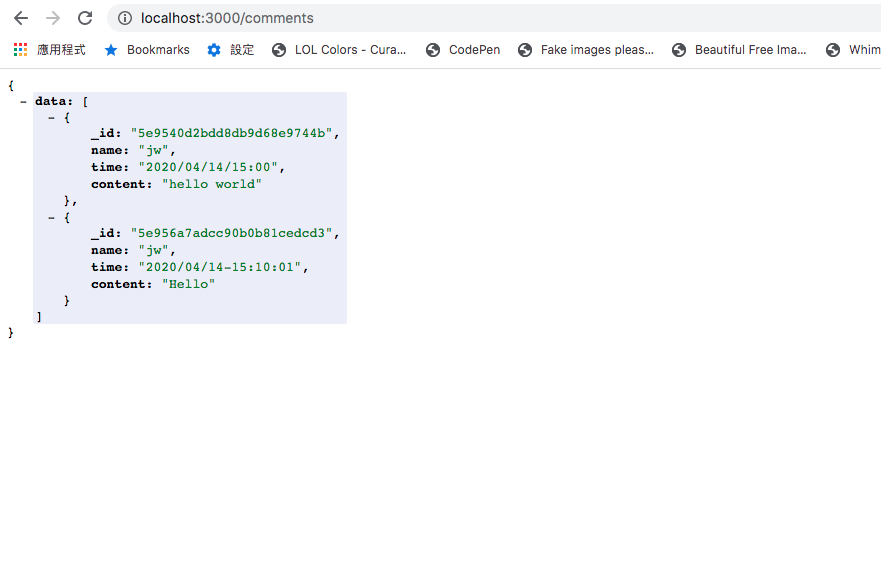 localhost:3000/comments
應用程式 Bookmarks 設定 LOL Colors - Cura... CodePen Fake images pleas... Beautiful Free Ima... Whim
{
− data: [
− {
_id: "5e9540d2bdd8db9d68e9744b",
name: "jw",
time: "2020/04/14/15:00",
content: "hello world"
},
− {
_id: "5e956a7adcc90b0b81cedcd3",
name: "jw",
time: "2020/04/14-15:10:01",
content: "Hello"
}
]
}